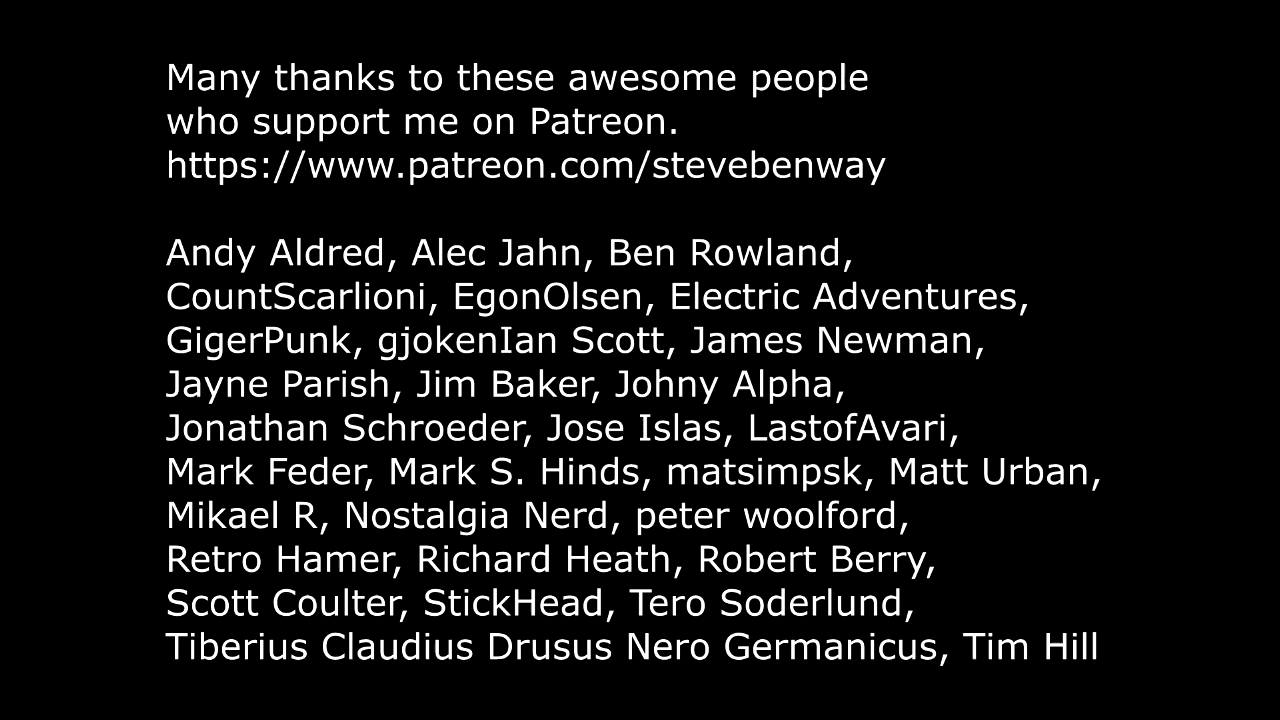 Many thanks to these awesome people
who support me on Patreon.
https://www.patreon.com/stevebenway
Andy Aldred, Alec Jahn, Ben Rowland,
CountScarlioni, EgonOlsen, Electric Adventures,
GigerPunk, gjokenIan Scott, James Newman,
Jayne Parish, Jim Baker, Johny Alpha,
Jonathan Schroeder, Jose Islas, LastofAvari,
Mark Feder, Mark S. Hinds, matsimpsk, Matt Urban,
Mikael R, Nostalgia Nerd, peter woolford,
Retro Hamer, Richard Heath, Robert Berry,
Scott Coulter, StickHead, Tero Soderlund,
Tiberius Claudius Drusus Nero Germanicus, Tim Hill